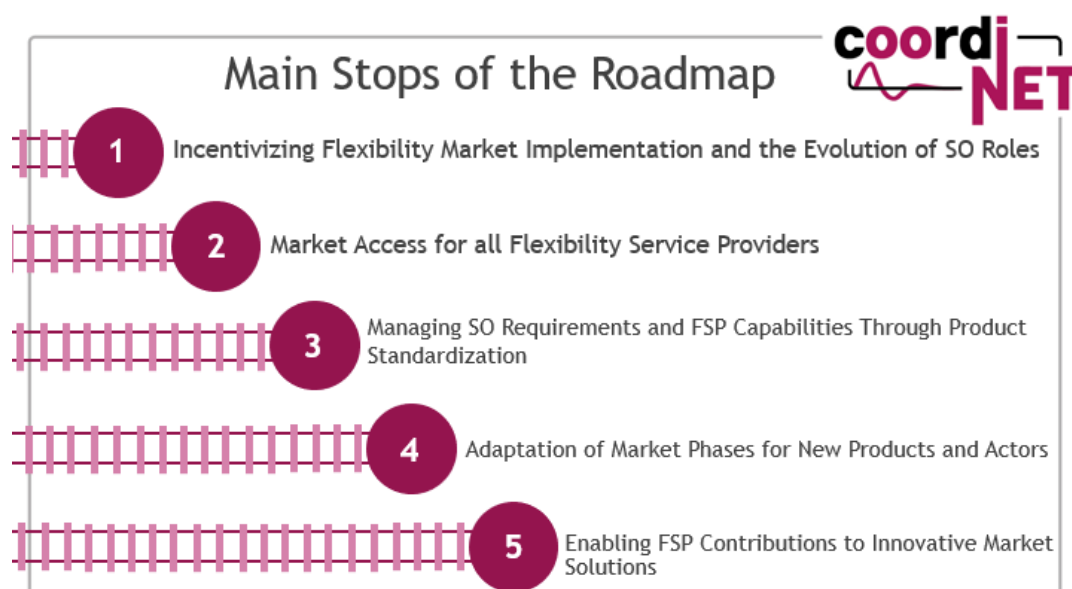 coordi
NET
Main Stops of the Roadmap
1
Incentivizing Flexibility Market Implementation and the Evolution of SO Roles
2
Market Access for all Flexibility Service Providers
3
Managing SO Requirements and FSP Capabilities Through Product
Standardization
4
Adaptation of Market Phases for New Products and Actors
5
Enabling FSP Contributions to Innovative Market
Solutions